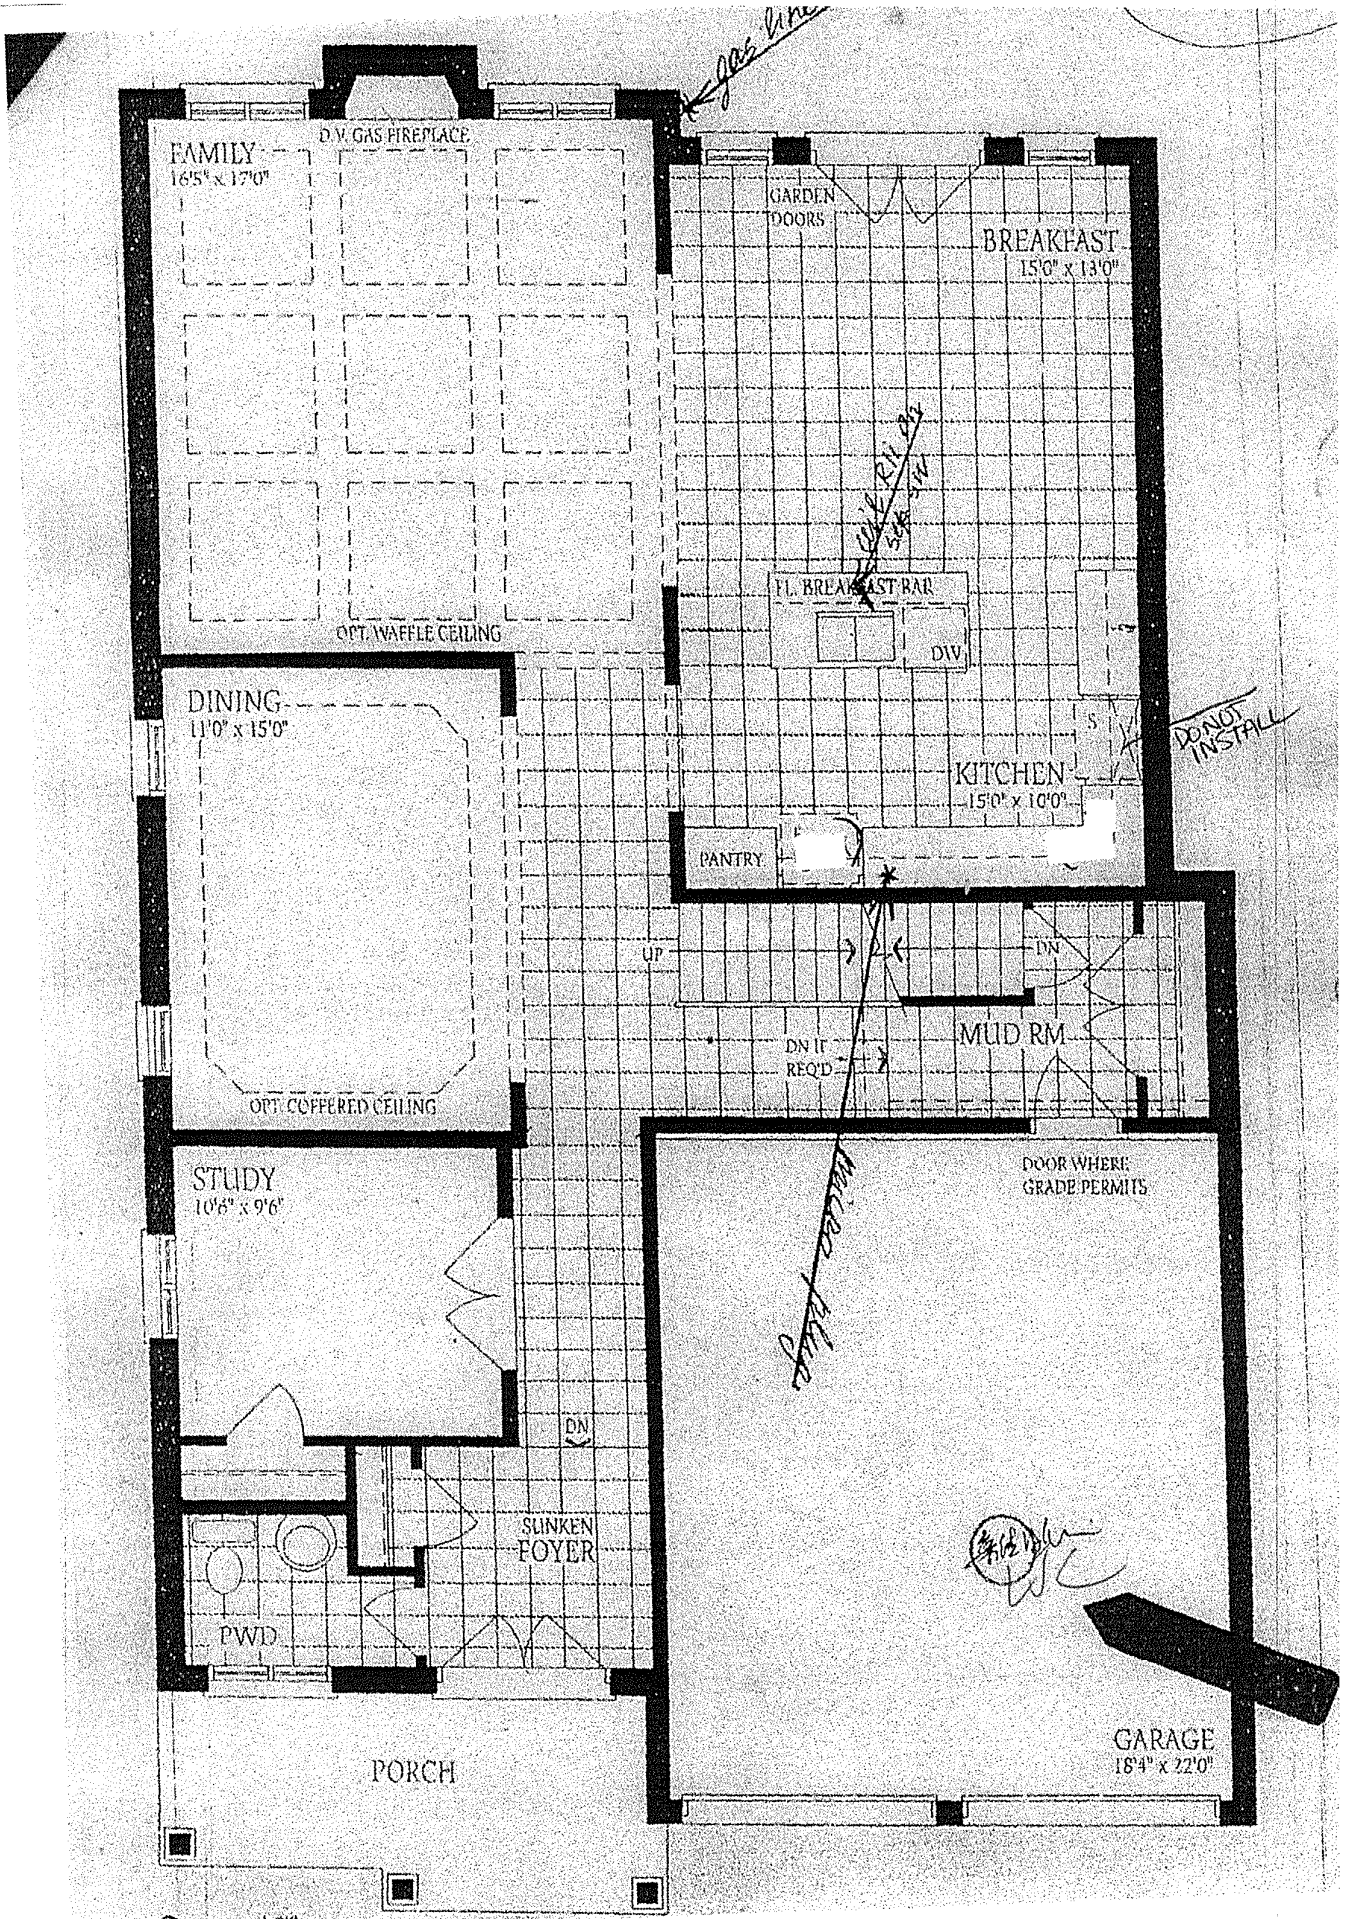 gas line
D.V. GAS FIREPLACE
FAMILY
16'5" x 17'0"
GARDEN
DOORS
BREAKFAST
15'0" x 13'0"
FL. BREAKFAST BAR
DW
OPT. WAFFLE CEILING
DINING
11'0" x 15'0"
S
DO NOT
INSTALL
KITCHEN
15'0" x 10'0"
PANTRY
UP
DN
MUD RM
DN IF
REQ'D
OPT. COFFERED CEILING
STUDY
10'6" x 9'6"
DOOR WHERE
GRADE PERMITS
micro plug
DN
SUNKEN
FOYER
PWD
GARAGE
18'4" x 22'0"
PORCH